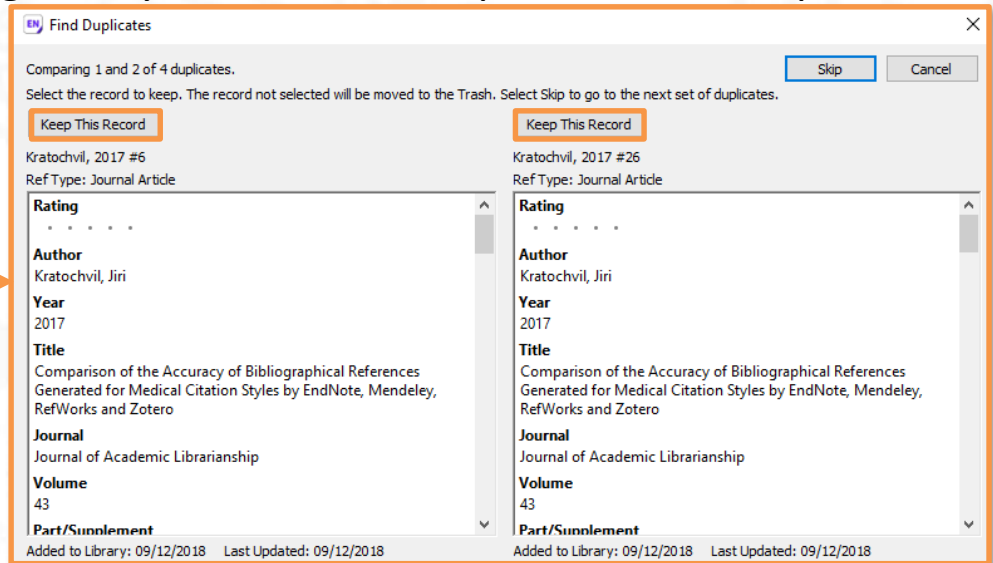 EN Find Duplicates
Comparing 1 and 2 of 4 duplicates.
Skip
Cancel
Select the record to keep. The record not selected will be moved to the Trash. Select Skip to go to the next set of duplicates.
Keep This Record
Kratochvil, 2017 #6
Ref Type: Journal Article
Rating
Author
Kratochvil, Jiri
Year
2017
Title
Comparison of the Accuracy of Bibliographical References
Generated for Medical Citation Styles by EndNote, Mendeley,
RefWorks and Zotero
Journal
Journal of Academic Librarianship
Volume
43
Part/Supplement
Added to Library: 09/12/2018 Last Updated: 09/12/2018
Keep This Record
Kratochvil, 2017 #26
Ref Type: Journal Article
Rating
Author
Kratochvil, Jiri
Year
2017
Title
Comparison of the Accuracy of Bibliographical References
Generated for Medical Citation Styles by EndNote, Mendeley,
RefWorks and Zotero
Journal
Journal of Academic Librarianship
Volume
43
Part/Supplement
Added to Library: 09/12/2018 Last Updated: 09/12/2018